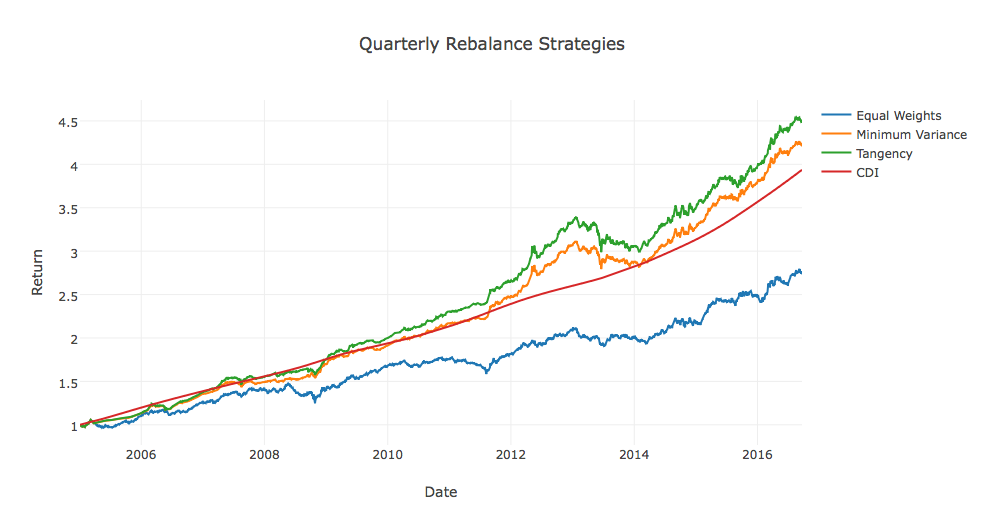 Quarterly Rebalance Strategies
Equal Weights
Minimum Variance
Tangency
CDI
Return
4.5
4
3.5
3
2.5
2
1.5
1
2006 2008 2010 2012 2014 2016
Date